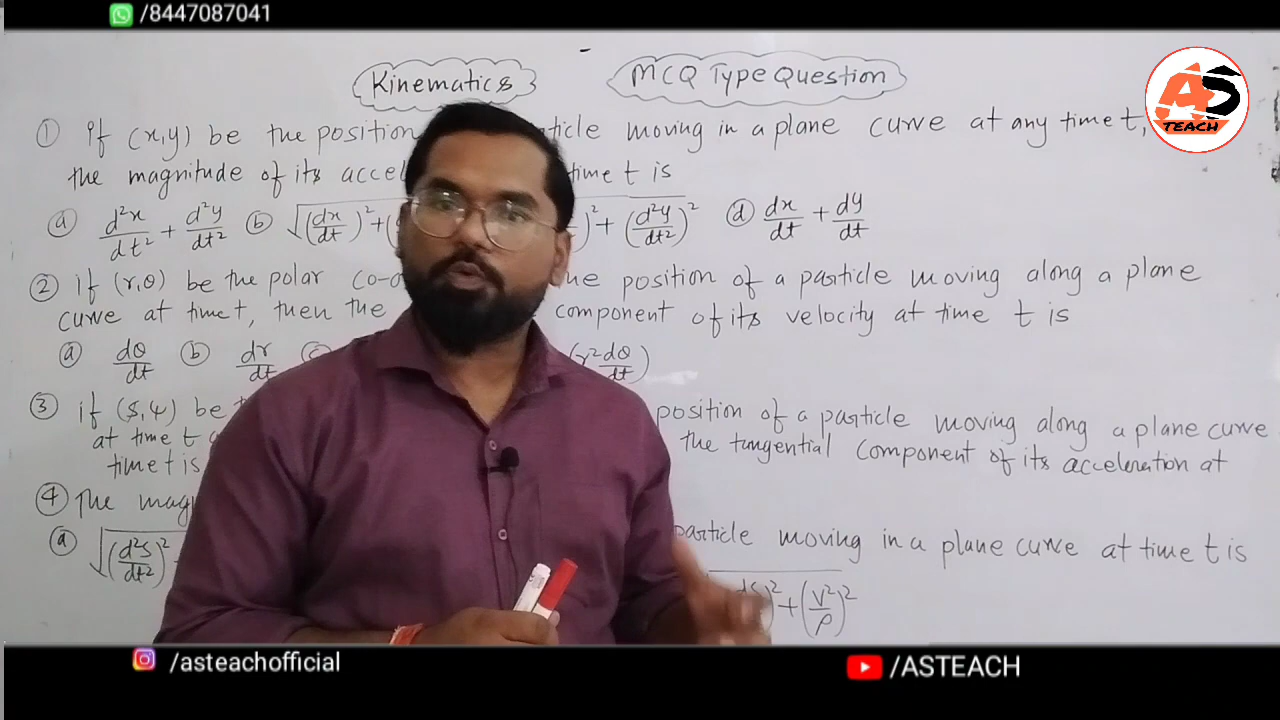 /8447087041
Kinematics MCQ Type Question
AS
TEACH
① if (x,y) be the position ticle moving in a plane curve at any time t,
the magnitude of its accel time t is
ⓐ d²x/dt² + d²y/dt² ⓑ √(dx/dt)²+( )²+(d²y/dt²)² ⓓ dx/dt + dy/dt
② if (r,θ) be the polar co-o position of a particle moving along a plane
curve at time t, then the component of its velocity at time t is
ⓐ dθ/dt ⓑ dr/dt ⓒ (r²dθ/dt)
③ if (s,ψ) be position of a particle moving along a plane curve
at time t the tangential component of its acceleration at
time t is
④ The mag particle moving in a plane curve at time t is
ⓐ √(d²s/dt²)² )²+(v²/ρ)²
/asteachofficial /ASTEACH